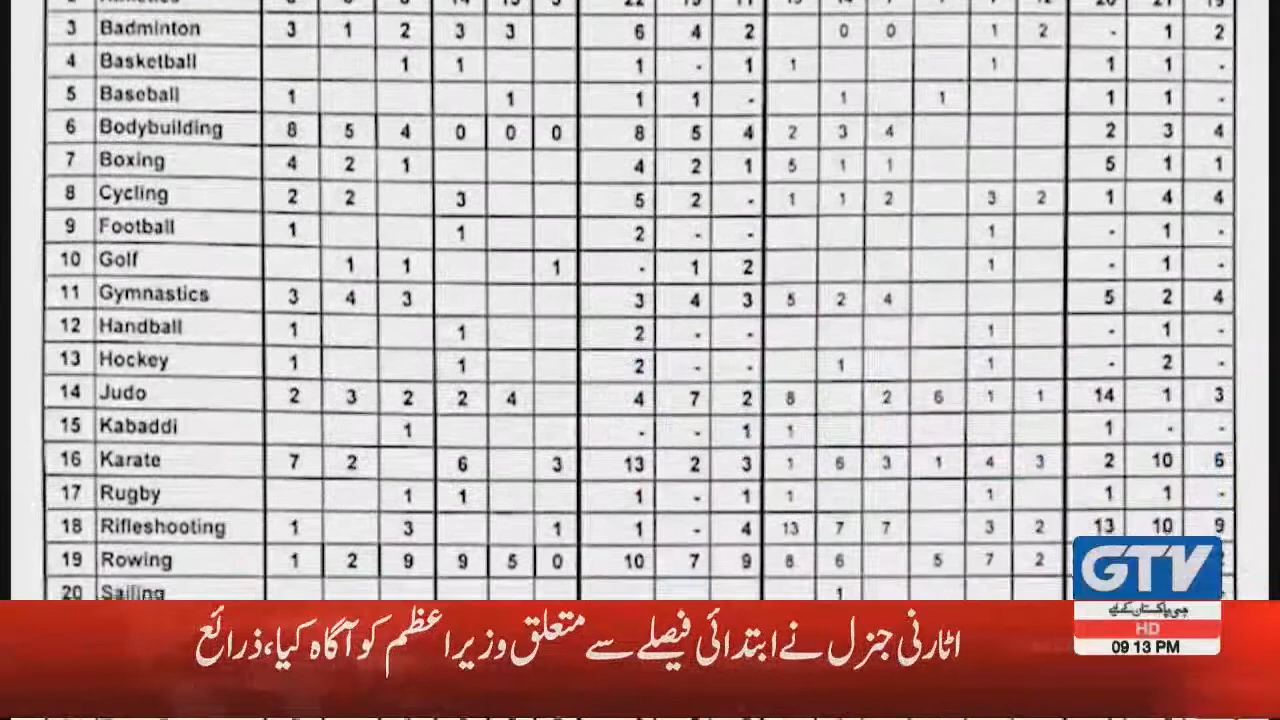 3 Badminton 3 1 2 3 3 6 4 2 0 0 1 2 - 1 2
4 Basketball 1 1 1 - 1 1 1 1 1 -
5 Baseball 1 1 1 1 - 1 1 1 1 -
6 Bodybuilding 8 5 4 0 0 0 8 5 4 2 3 4 2 3 4
7 Boxing 4 2 1 4 2 1 5 1 1 5 1 1
8 Cycling 2 2 3 5 2 - 1 1 2 3 2 1 4 4
9 Football 1 1 2 - - 1 - 1 -
10 Golf 1 1 1 - 1 2 1 - 1 -
11 Gymnastics 3 4 3 3 4 3 5 2 4 5 2 4
12 Handball 1 1 2 - - 1 - 1 -
13 Hockey 1 1 2 - - 1 1 - 2 -
14 Judo 2 3 2 2 4 4 7 2 8 2 6 1 1 14 1 3
15 Kabaddi 1 - - 1 1 1 - -
16 Karate 7 2 6 3 13 2 3 1 6 3 1 4 3 2 10 6
17 Rugby 1 1 1 - 1 1 1 1 1 -
18 Rifleshooting 1 3 1 1 - 4 13 7 7 3 2 13 10 9
19 Rowing 1 2 9 9 5 0 10 7 9 8 6 5 7 2
20 Sailing 1
GTV
جی پاکستان کیلئے
HD
09 13 PM
اٹارنی جنرل نے ابتدائی فیصلے سے متعلق وزیراعظم کو آگاہ کیا، ذرائع